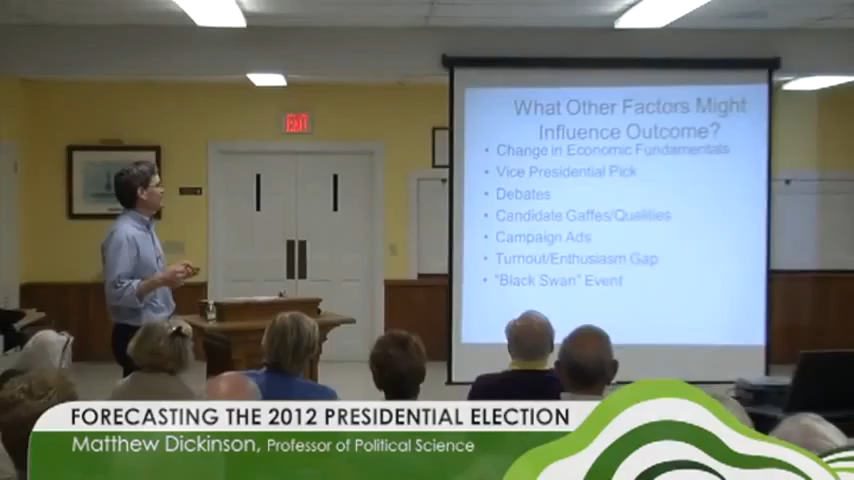 EXIT
What Other Factors Might
Influence Outcome?
• Change in Economic Fundamentals
• Vice Presidential Pick
• Debates
• Candidate Gaffes/Qualities
• Campaign Ads
• Turnout/Enthusiasm Gap
• "Black Swan" Event
FORECASTING THE 2012 PRESIDENTIAL ELECTION
Matthew Dickinson, Professor of Political Science